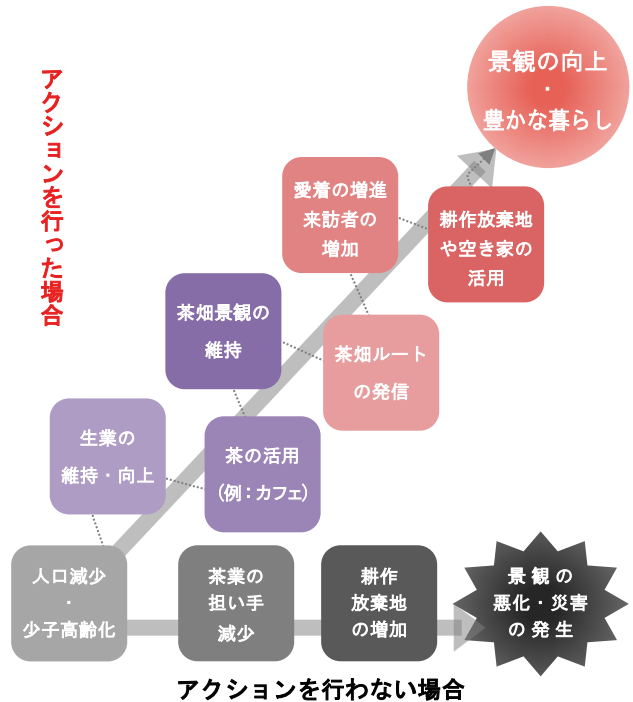 アクションを行った場合
景観の向上
・
豊かな暮らし
愛着の増進
来訪者の
増加
耕作放棄地
や空き家の
活用
茶畑景観の
維持
茶畑ルート
の発信
生業の
維持・向上
茶の活用
(例：カフェ)
人口減少
・
少子高齢化
茶業の
担い手
減少
耕作
放棄地
の増加
景観の
悪化・災害
の発生
アクションを行わない場合